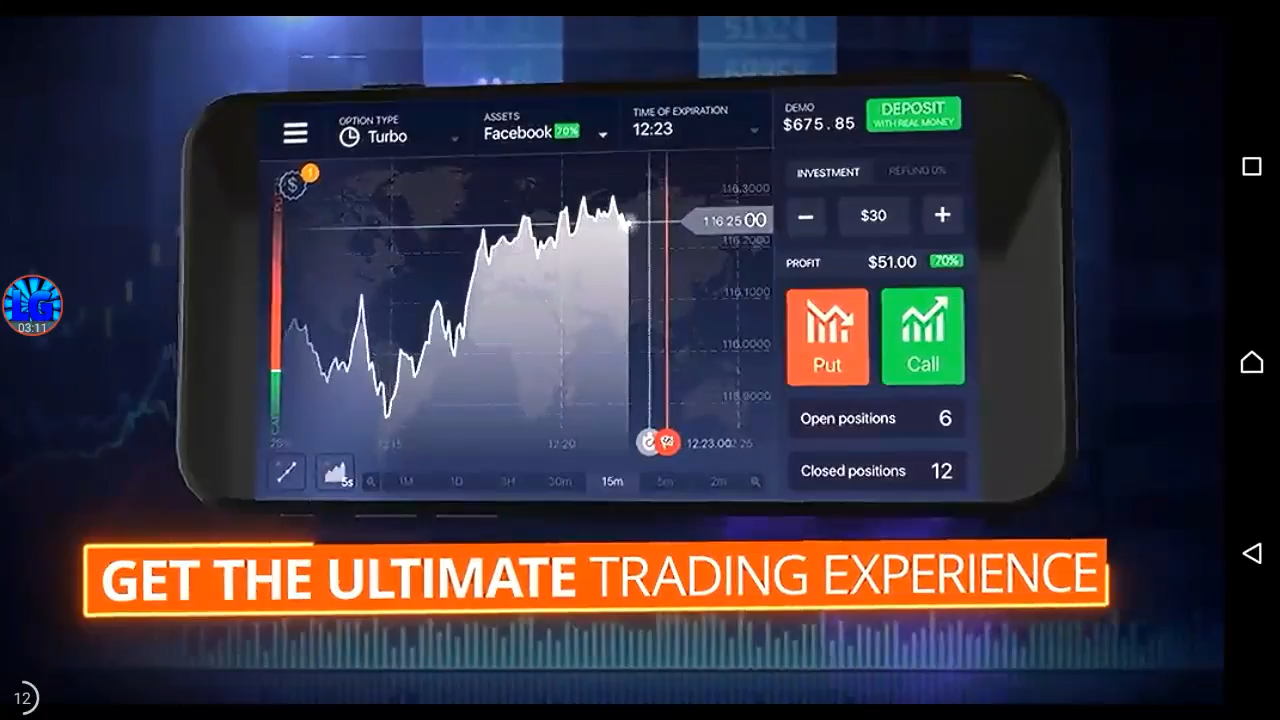 OPTION TYPE
Turbo
ASSETS
Facebook 70%
TIME OF EXPIRATION
12:23
DEMO
$675.85
DEPOSIT
WITH REAL MONEY
1
$
INVESTMENT
REFUND 0%
116.3000
116.2500
116.2000
116.1000
116.0000
- $30 +
PROFIT $51.00 70%
Put
Call
Open positions 6
Closed positions 12
12:15
12:20
12:23:00
5s
1M
1D
3H
30m
15m
5m
2m
LG
03:11
GET THE ULTIMATE TRADING EXPERIENCE
12